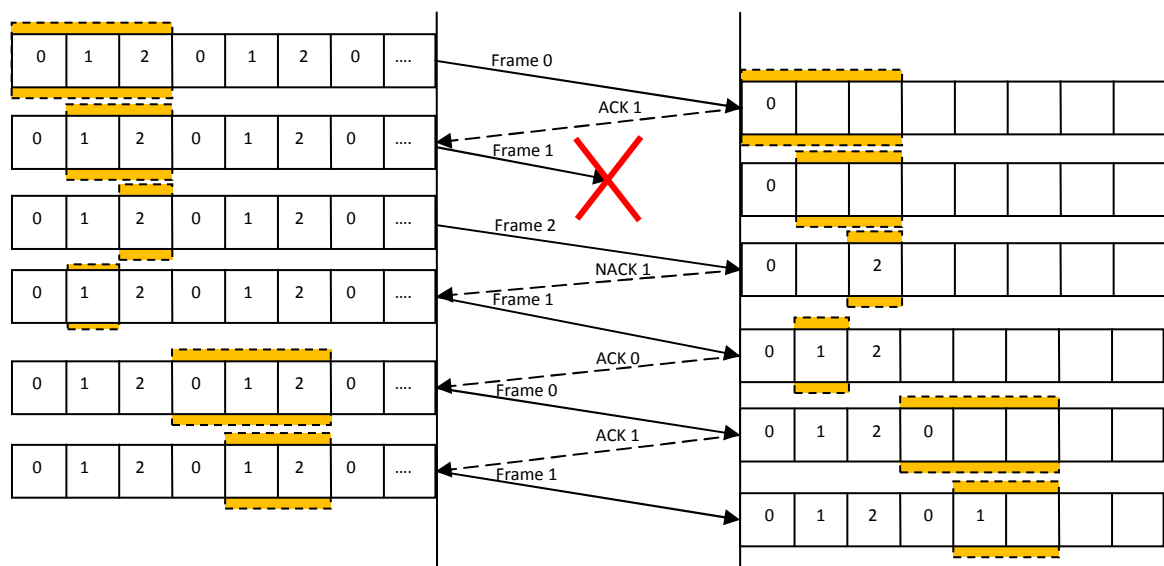 0 1 2 0 1 2 0 ....
Frame 0
0
ACK 1
0 1 2 0 1 2 0 ....
Frame 1
0
0 1 2 0 1 2 0 ....
Frame 2
0 2
NACK 1
0 1 2 0 1 2 0 ....
Frame 1
0 1 2
ACK 0
0 1 2 0 1 2 0 ....
Frame 0
0 1 2 0
ACK 1
0 1 2 0 1 2 0 ....
Frame 1
0 1 2 0 1